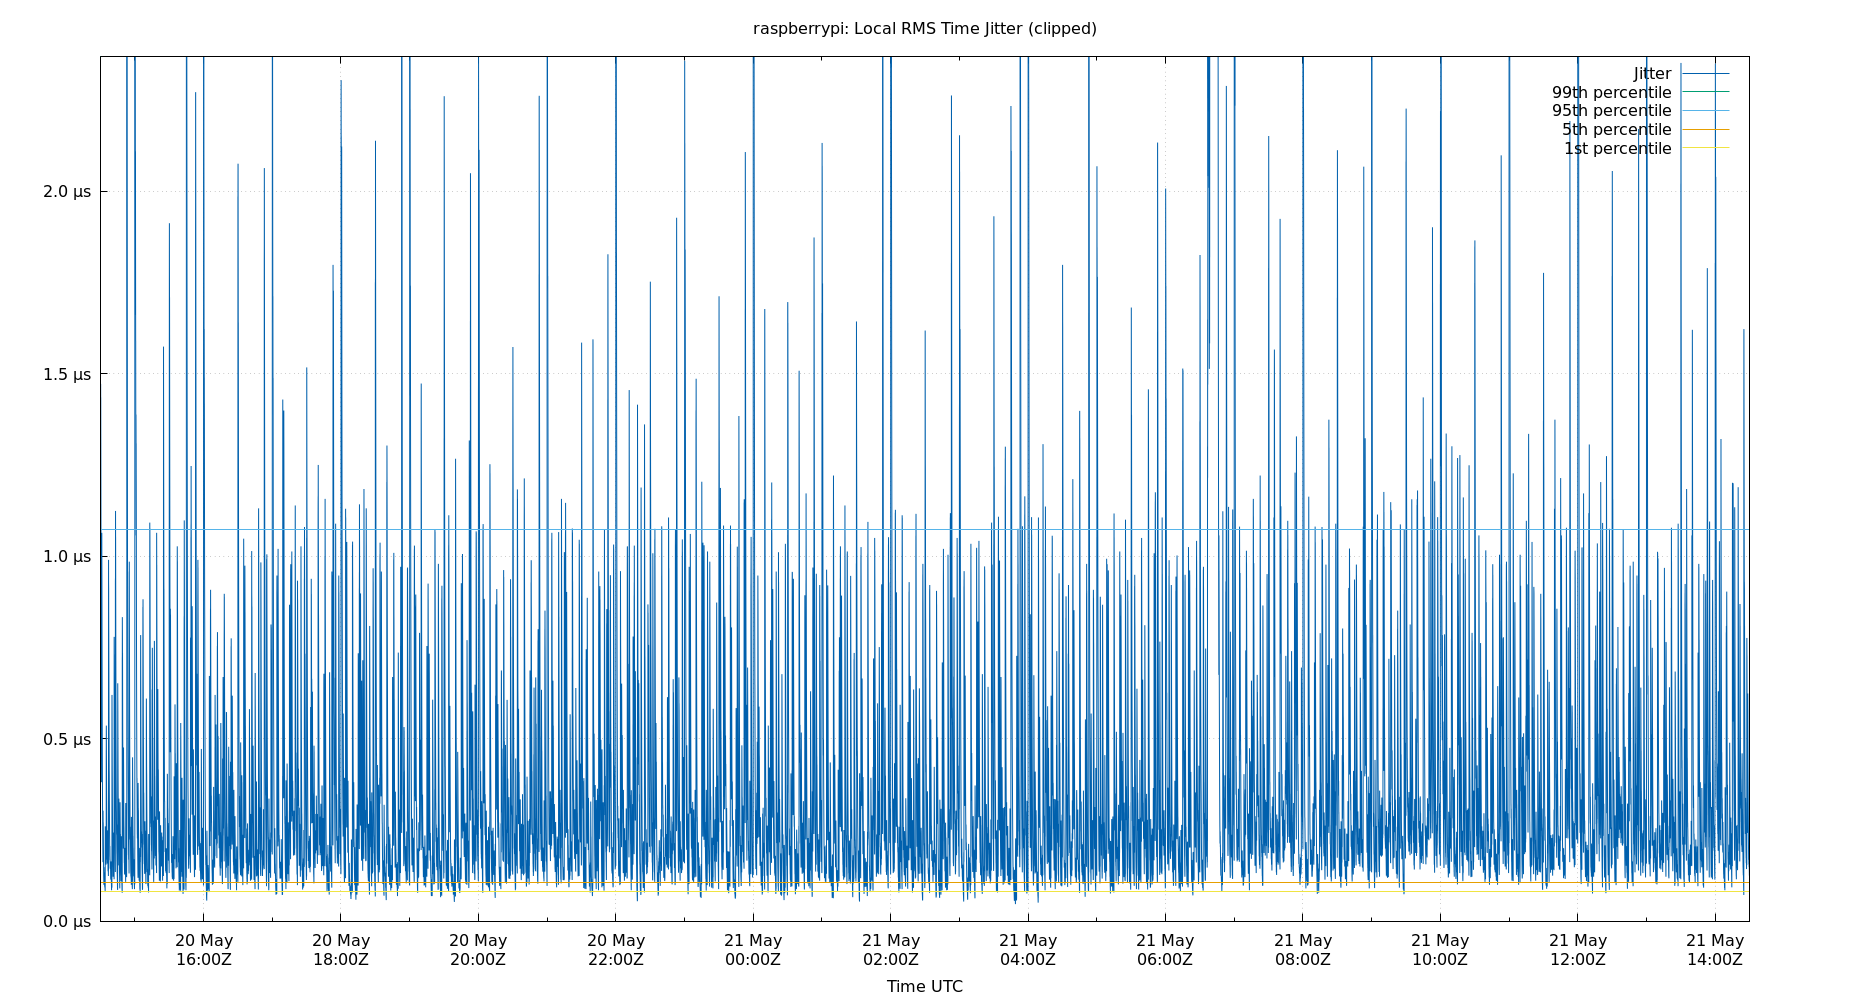 raspberrypi: Local RMS Time Jitter (clipped)
Jitter
99th percentile
95th percentile
5th percentile
1st percentile
2.0 µs
1.5 µs
1.0 µs
0.5 µs
0.0 µs
20 May 20 May 20 May 20 May 21 May 21 May 21 May 21 May 21 May 21 May 21 May 21 May
16:00Z 18:00Z 20:00Z 22:00Z 00:00Z 02:00Z 04:00Z 06:00Z 08:00Z 10:00Z 12:00Z 14:00Z
Time UTC